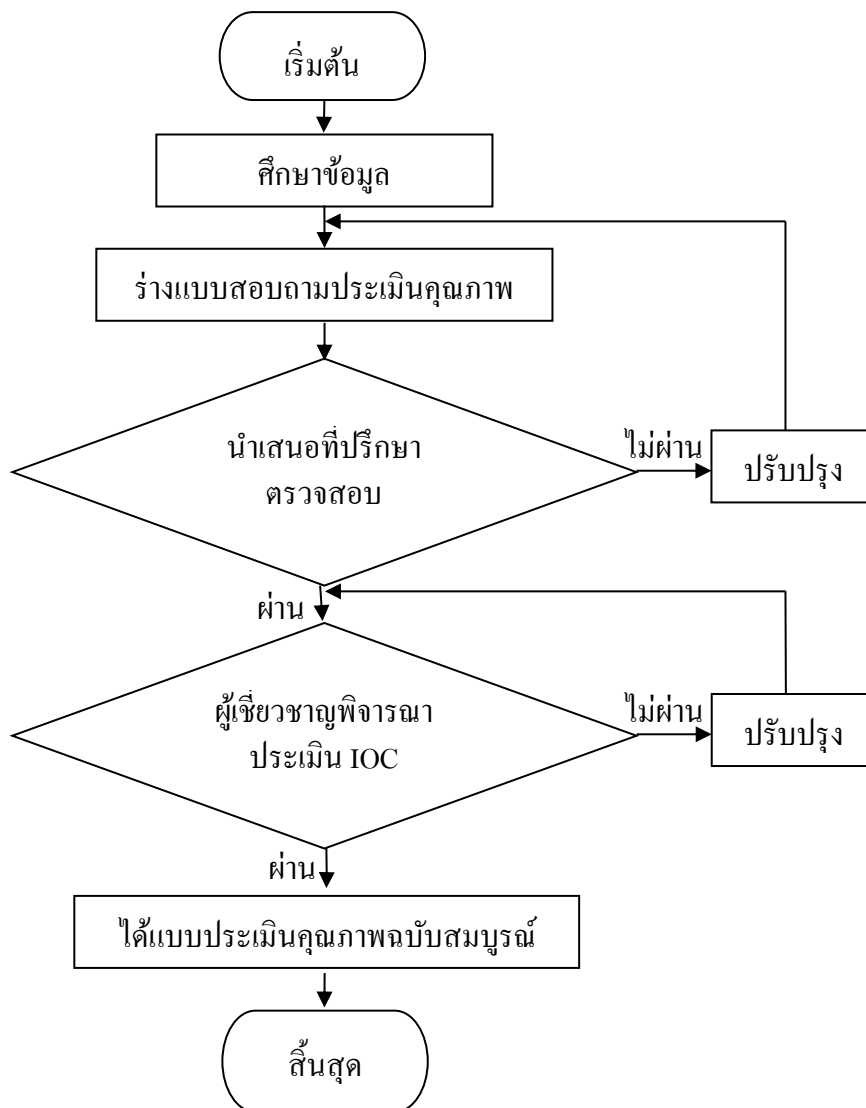 เริ่มต้น
ศึกษาข้อมูล
ร่างแบบสอบถามประเมินคุณภาพ
นำเสนอที่ปรึกษา
ตรวจสอบ
ไม่ผ่าน
ปรับปรุง
ผ่าน
ผู้เชี่ยวชาญพิจารณา
ประเมิน IOC
ไม่ผ่าน
ปรับปรุง
ผ่าน
ได้แบบประเมินคุณภาพฉบับสมบูรณ์
สิ้นสุด